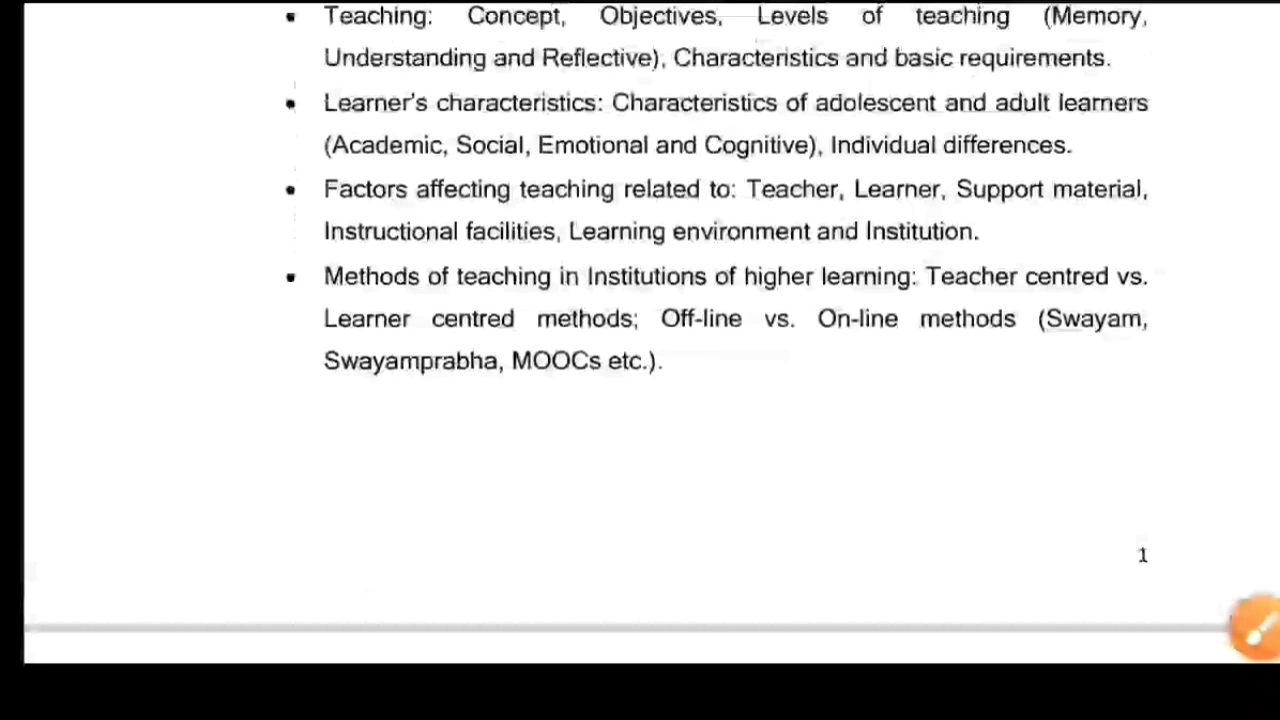 • Teaching: Concept, Objectives, Levels of teaching (Memory,
Understanding and Reflective), Characteristics and basic requirements.
• Learner's characteristics: Characteristics of adolescent and adult learners
(Academic, Social, Emotional and Cognitive), Individual differences.
• Factors affecting teaching related to: Teacher, Learner, Support material,
Instructional facilities, Learning environment and Institution.
• Methods of teaching in Institutions of higher learning: Teacher centred vs.
Learner centred methods; Off-line vs. On-line methods (Swayam,
Swayamprabha, MOOCs etc.).
1